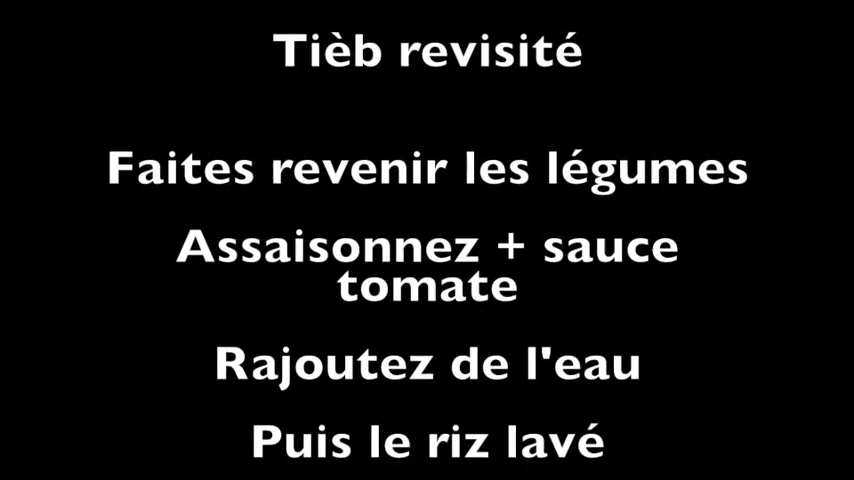 Tièb revisité
Faites revenir les légumes
Assaisonnez + sauce
tomate
Rajoutez de l'eau
Puis le riz lavé